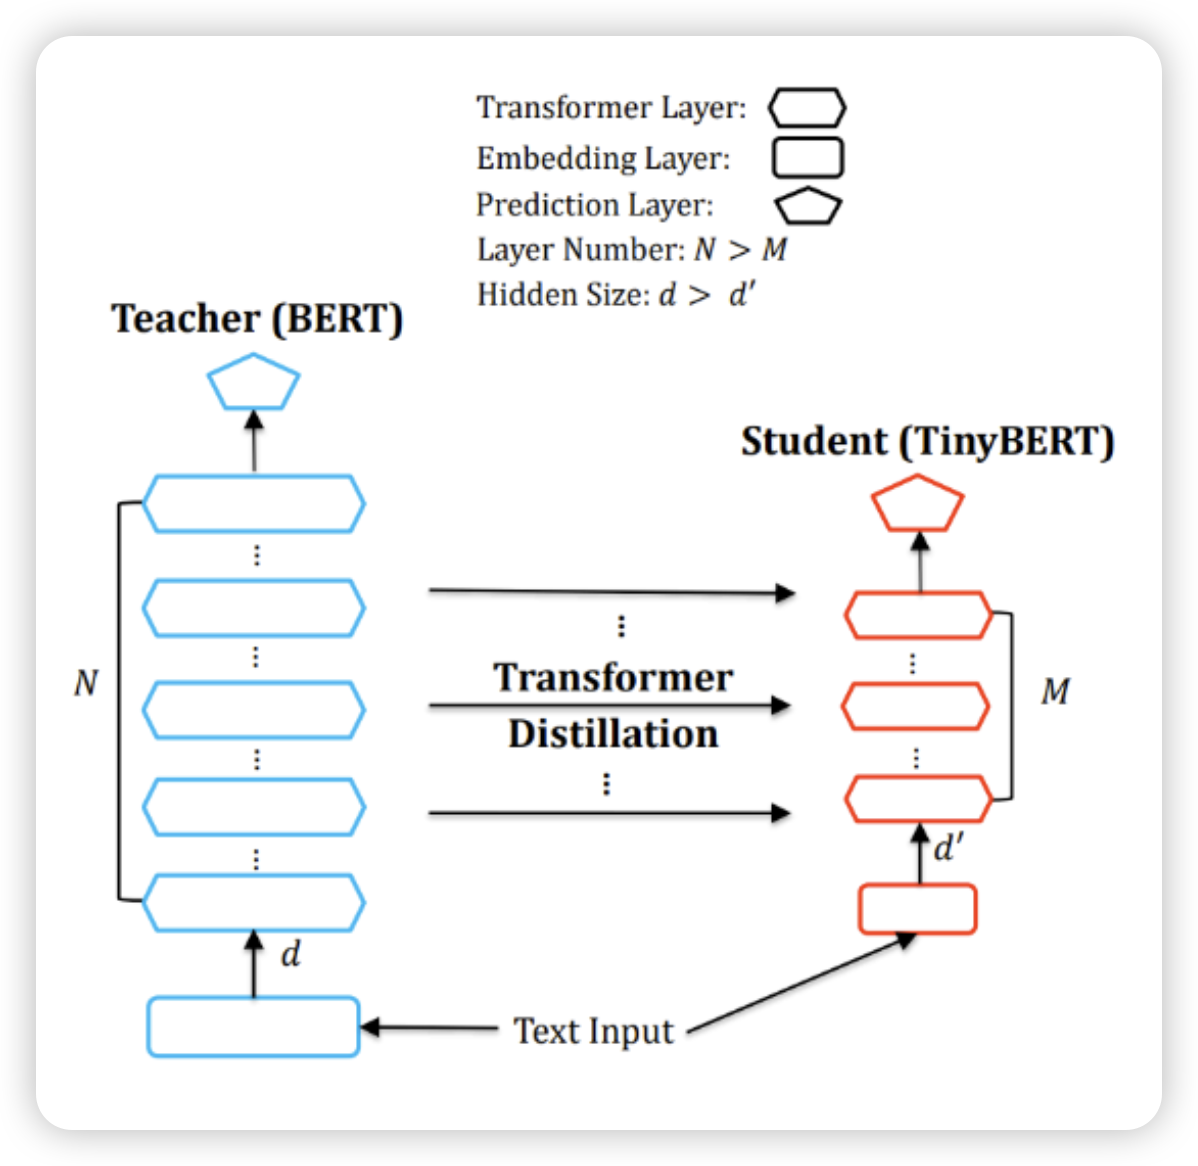 Transformer Layer:
Embedding Layer:
Prediction Layer:
Layer Number: N > M
Hidden Size: d > d′
Teacher (BERT)
Student (TinyBERT)
N
Transformer
Distillation
M
d′
d
Text Input